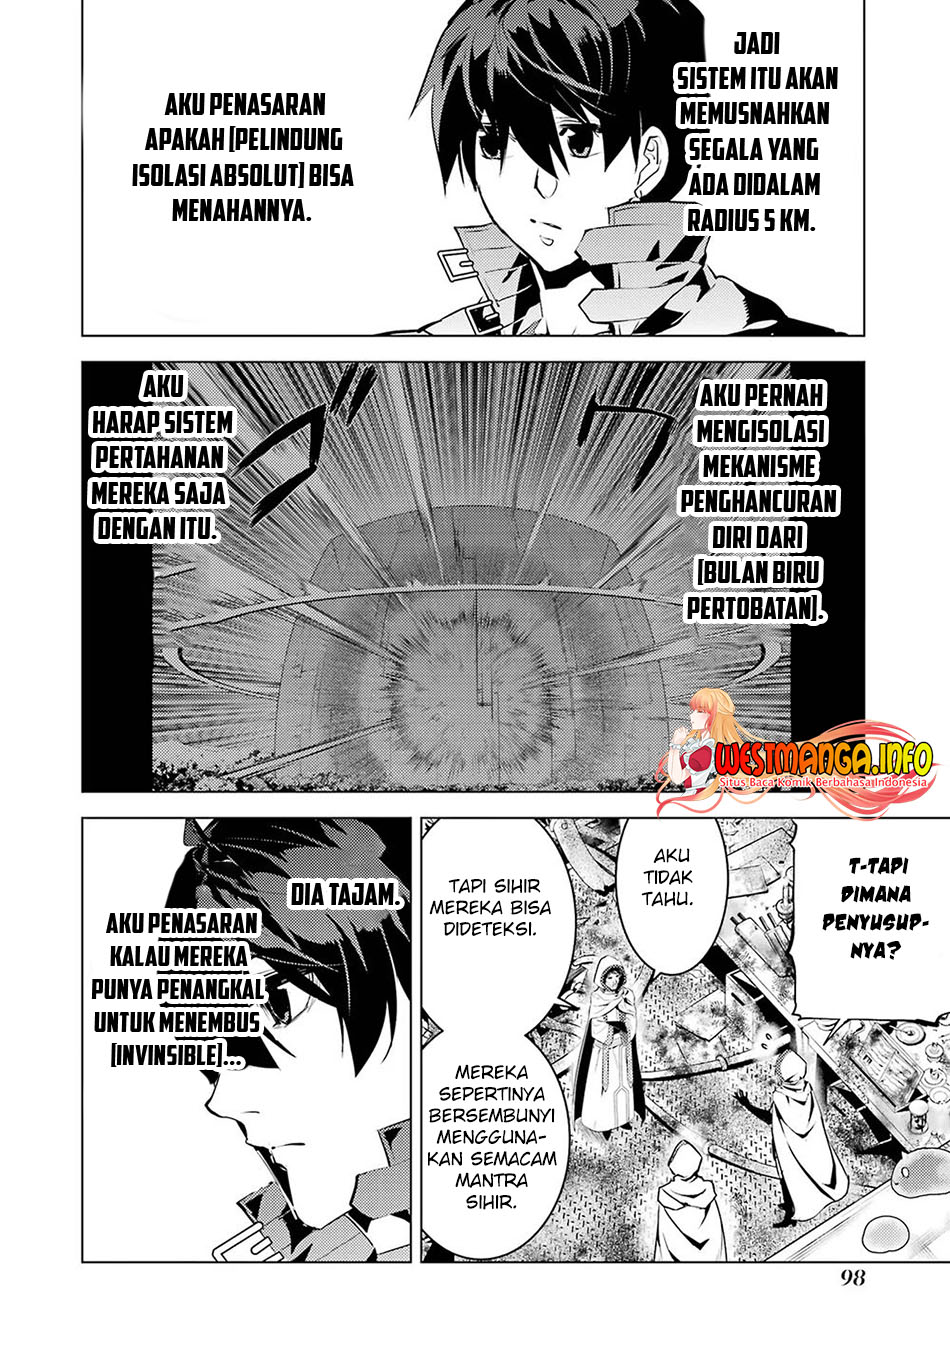 JADI
SISTEM ITU AKAN
MEMUSNAHKAN
SEGALA YANG
ADA DIDALAM
RADIUS 5 KM.
AKU PENASARAN
APAKAH [PELINDUNG
ISOLASI ABSOLUT] BISA
MENAHANNYA.
AKU PERNAH
MENGISOLASI
MEKANISME
PENGHANCURAN
DIRI DARI
[BULAN BIRU
PERTOBATAN].
AKU
HARAP SISTEM
PERTAHANAN
MEREKA SAJA
DENGAN ITU.
WESTMANGA.INFO
Situs Baca Komik Berbahasa Indonesia
T-TAPI
DIMANA
PENYUSUP-
NYA?
AKU
TIDAK
TAHU.
TAPI SIHIR
MEREKA BISA
DIDETEKSI.
MEREKA
SEPERTINYA
BERSEMBUNYI
MENGGUNA-
KAN SEMACAM
MANTRA
SIHIR.
DIA TAJAM.
AKU PENASARAN
KALAU MEREKA
PUNYA PENANGKAL
UNTUK MENEMBUS
[INVINSIBLE]...
98